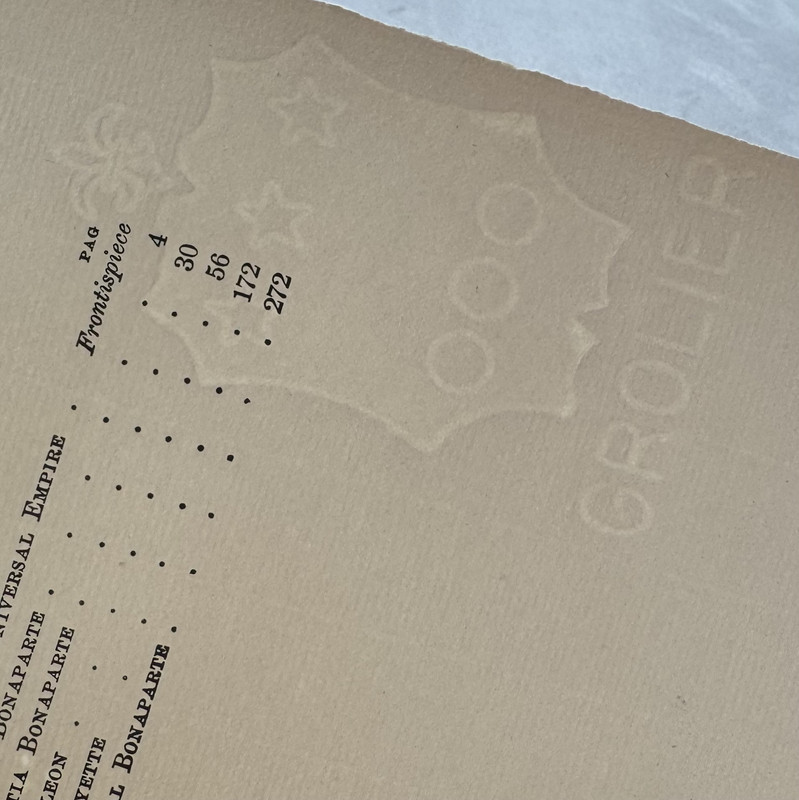 PAG
NIVERSAL EMPIRE . Frontispiece
BONAPARTE . . . . . . 4
TIA BONAPARTE . . . . . . 30
LEON . . . . . . . . 56
YETTE . . . . . . . 172
L BONAPARTE . . . . . . 272
GROLIER